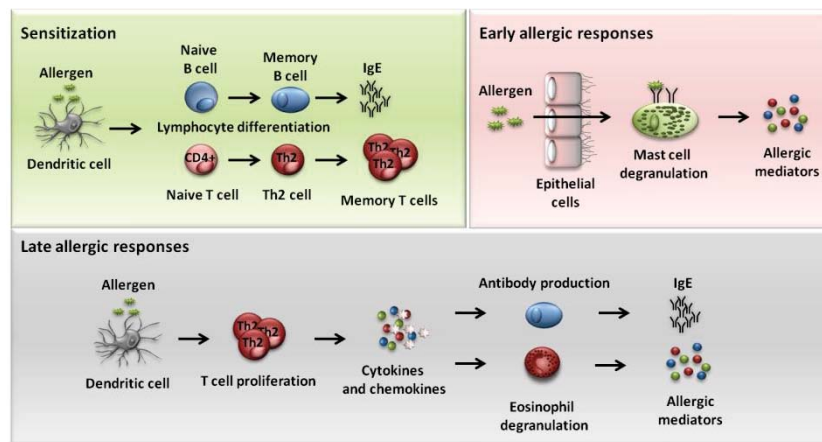 Sensitization
Allergen
Dendritic cell
Naive
B cell
Memory
B cell
IgE
Lymphocyte differentiation
CD4+
Th2
Th2
Th2
Th2
Naive T cell
Th2 cell
Memory T cells
Early allergic responses
Allergen
Epithelial
cells
Mast cell
degranulation
Allergic
mediators
Late allergic responses
Allergen
Dendritic cell
Th2
Th2
Th2
T cell proliferation
Cytokines
and chemokines
Antibody production
IgE
Eosinophil
degranulation
Allergic
mediators